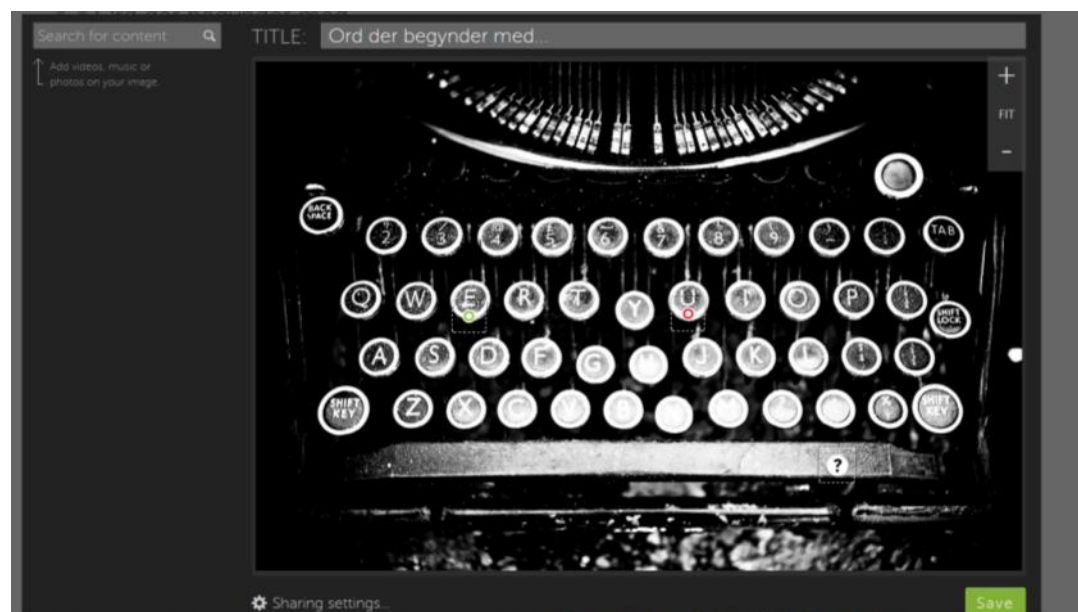 Search for content
TITLE: Ord der begynder med...
Add videos, music or
photos on your image.
+
FIT
-
BACK
SPACE
2 3 4 5 6 7 8 9
TAB
Q W E R T Y U I O P
SHIFT
LOCK
A S D F G H J K L
SHIFT
KEY
Z X C V B N M
SHIFT
KEY
?
Sharing settings...
Save